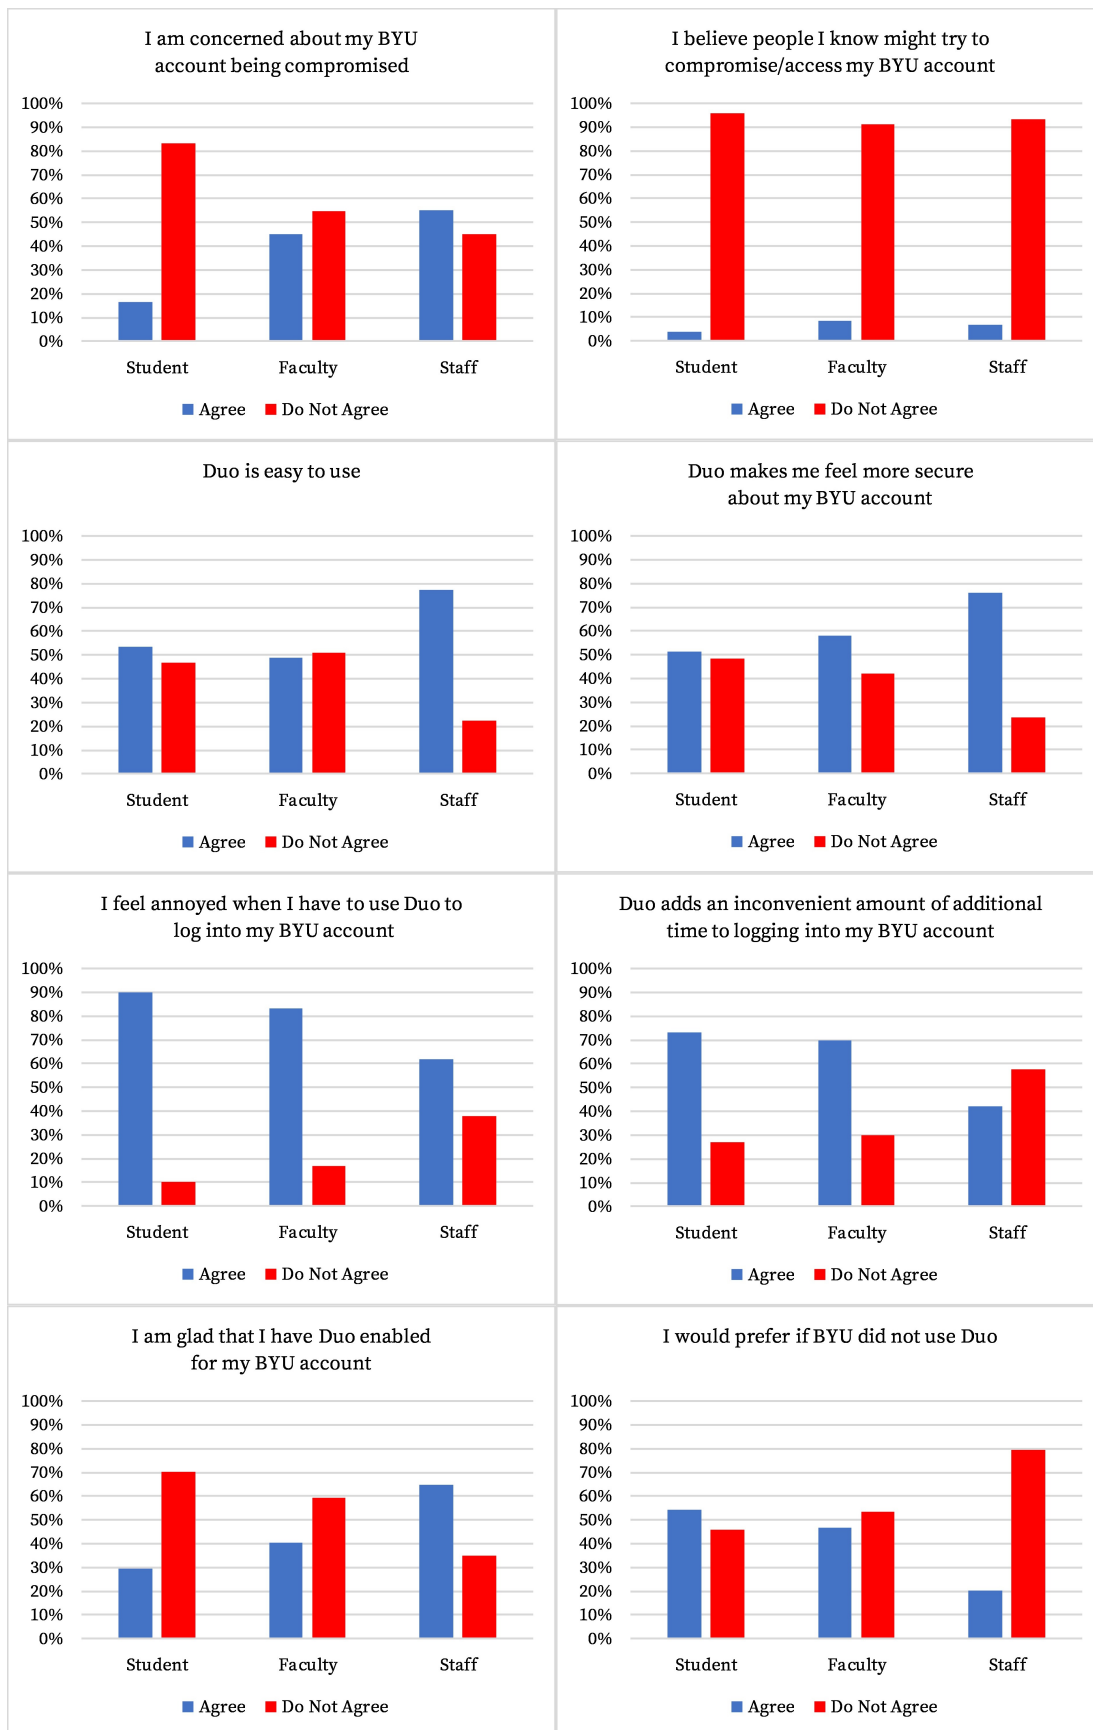 I am concerned about my BYU
account being compromised
100%
90%
80%
70%
60%
50%
40%
30%
20%
10%
0%
Student Faculty Staff
Agree Do Not Agree
I believe people I know might try to
compromise/access my BYU account
100%
90%
80%
70%
60%
50%
40%
30%
20%
10%
0%
Student Faculty Staff
Agree Do Not Agree
Duo is easy to use
100%
90%
80%
70%
60%
50%
40%
30%
20%
10%
0%
Student Faculty Staff
Agree Do Not Agree
Duo makes me feel more secure
about my BYU account
100%
90%
80%
70%
60%
50%
40%
30%
20%
10%
0%
Student Faculty Staff
Agree Do Not Agree
I feel annoyed when I have to use Duo to
log into my BYU account
100%
90%
80%
70%
60%
50%
40%
30%
20%
10%
0%
Student Faculty Staff
Agree Do Not Agree
Duo adds an inconvenient amount of additional
time to logging into my BYU account
100%
90%
80%
70%
60%
50%
40%
30%
20%
10%
0%
Student Faculty Staff
Agree Do Not Agree
I am glad that I have Duo enabled
for my BYU account
100%
90%
80%
70%
60%
50%
40%
30%
20%
10%
0%
Student Faculty Staff
Agree Do Not Agree
I would prefer if BYU did not use Duo
100%
90%
80%
70%
60%
50%
40%
30%
20%
10%
0%
Student Faculty Staff
Agree Do Not Agree